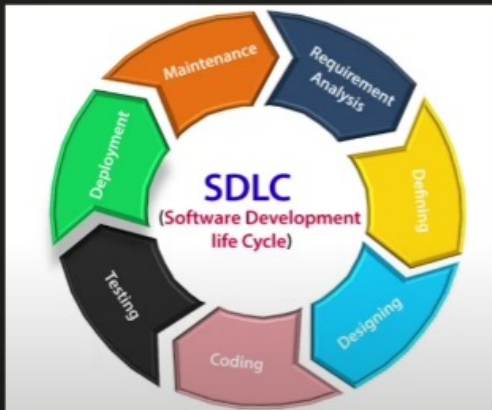 SDLC
(Software Development
life Cycle)
Requirement
Analysis
Defining
Designing
Coding
Testing
Deployment
Maintenance